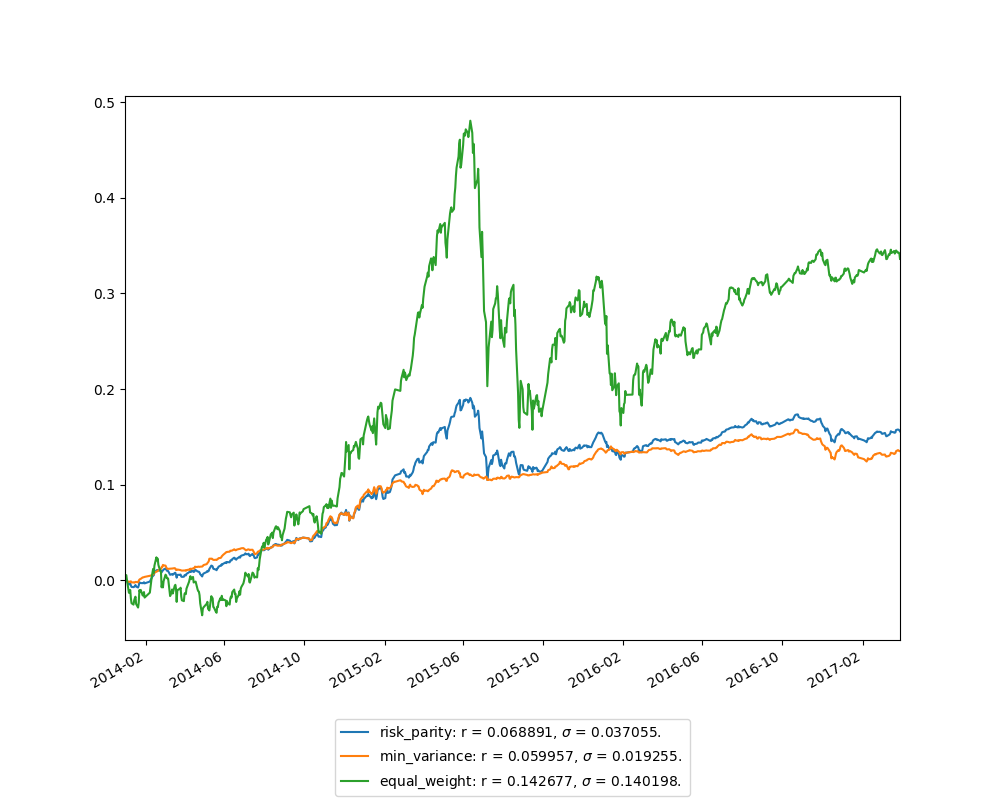 0.5
0.4
0.3
0.2
0.1
0.0
2014-02 2014-06 2014-10 2015-02 2015-06 2015-10 2016-02 2016-06 2016-10 2017-02
risk_parity: r = 0.068891, σ = 0.037055.
min_variance: r = 0.059957, σ = 0.019255.
equal_weight: r = 0.142677, σ = 0.140198.